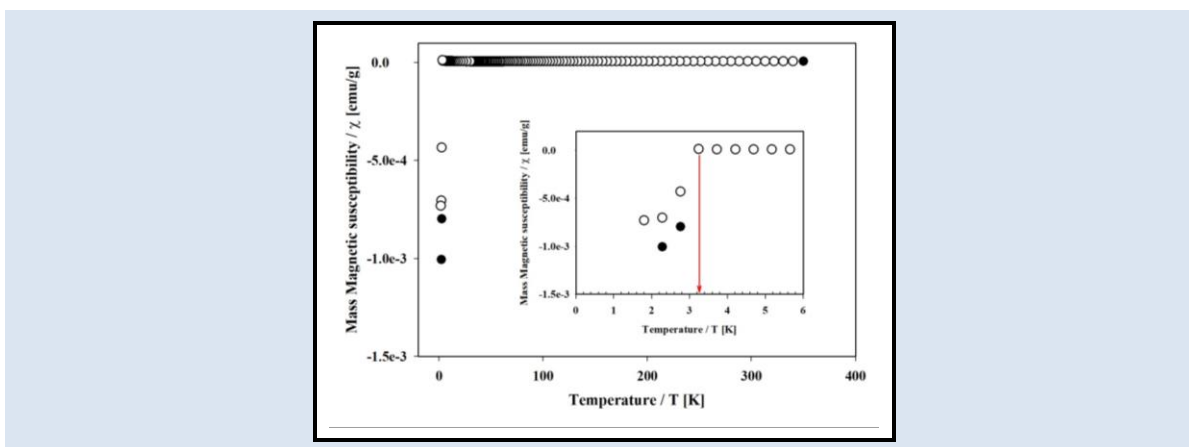 Mass Magnetic susceptibility / χ [emu/g]
0.0
-5.0e-4
-1.0e-3
-1.5e-3
0 100 200 300 400
Temperature / T [K]
Mass Magnetic susceptibility / χ [emu/g]
0.0
-5.0e-4
-1.0e-3
-1.5e-3
0 1 2 3 4 5 6
Temperature / T [K]